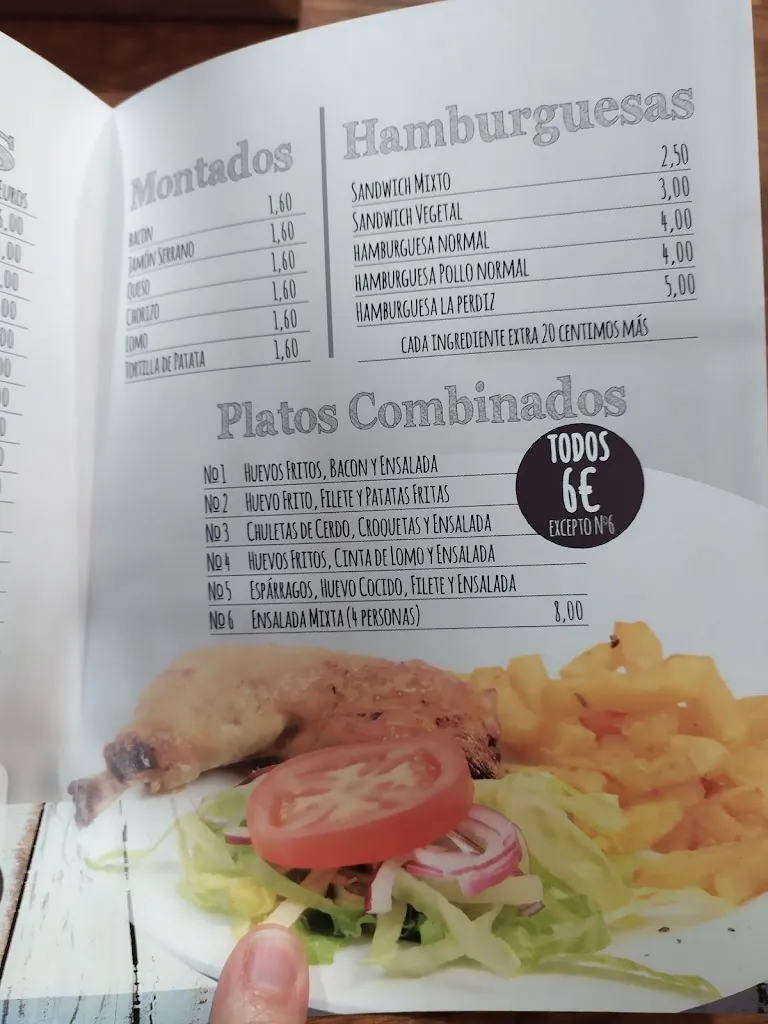 S
EUROS
Montados
BACON 1,60
JAMÓN SERRANO 1,60
QUESO 1,60
CHORIZO 1,60
LOMO 1,60
TORTILLA DE PATATA 1,60
Hamburguesas
SANDWICH MIXTO 2,50
SANDWICH VEGETAL 3,00
HAMBURGUESA NORMAL 4,00
HAMBURGUESA POLLO NORMAL 4,00
HAMBURGUESA LA PERDIZ 5,00
CADA INGREDIENTE EXTRA 20 CENTIMOS MÁS
Platos Combinados
Nº1 HUEVOS FRITOS, BACON Y ENSALADA
Nº2 HUEVO FRITO, FILETE Y PATATAS FRITAS
Nº3 CHULETAS DE CERDO, CROQUETAS Y ENSALADA
Nº4 HUEVOS FRITOS, CINTA DE LOMO Y ENSALADA
Nº5 ESPÁRRAGOS, HUEVO COCIDO, FILETE Y ENSALADA
Nº6 ENSALADA MIXTA (4 PERSONAS) 8,00
TODOS
6€
EXCEPTO Nº6